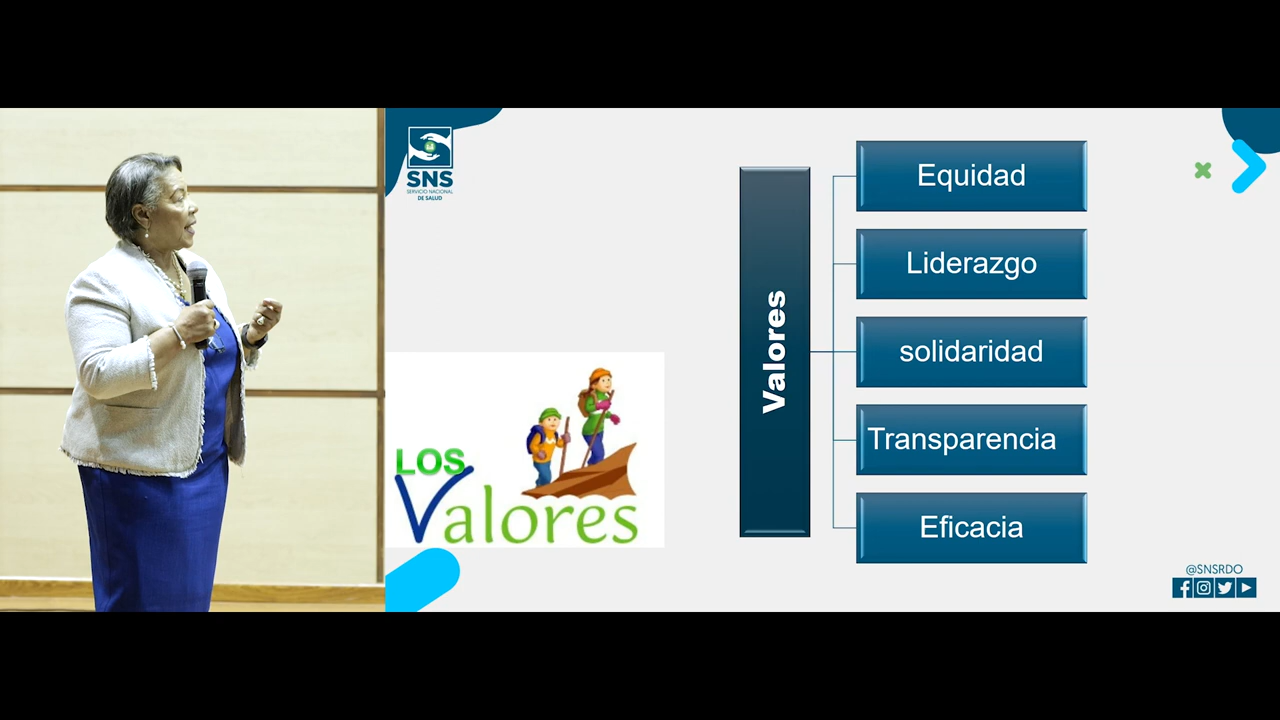 SNS
SERVICIO NACIONAL
DE SALUD
LOS
Valores
Valores
Equidad
Liderazgo
solidaridad
Transparencia
Eficacia
@SNSRDO